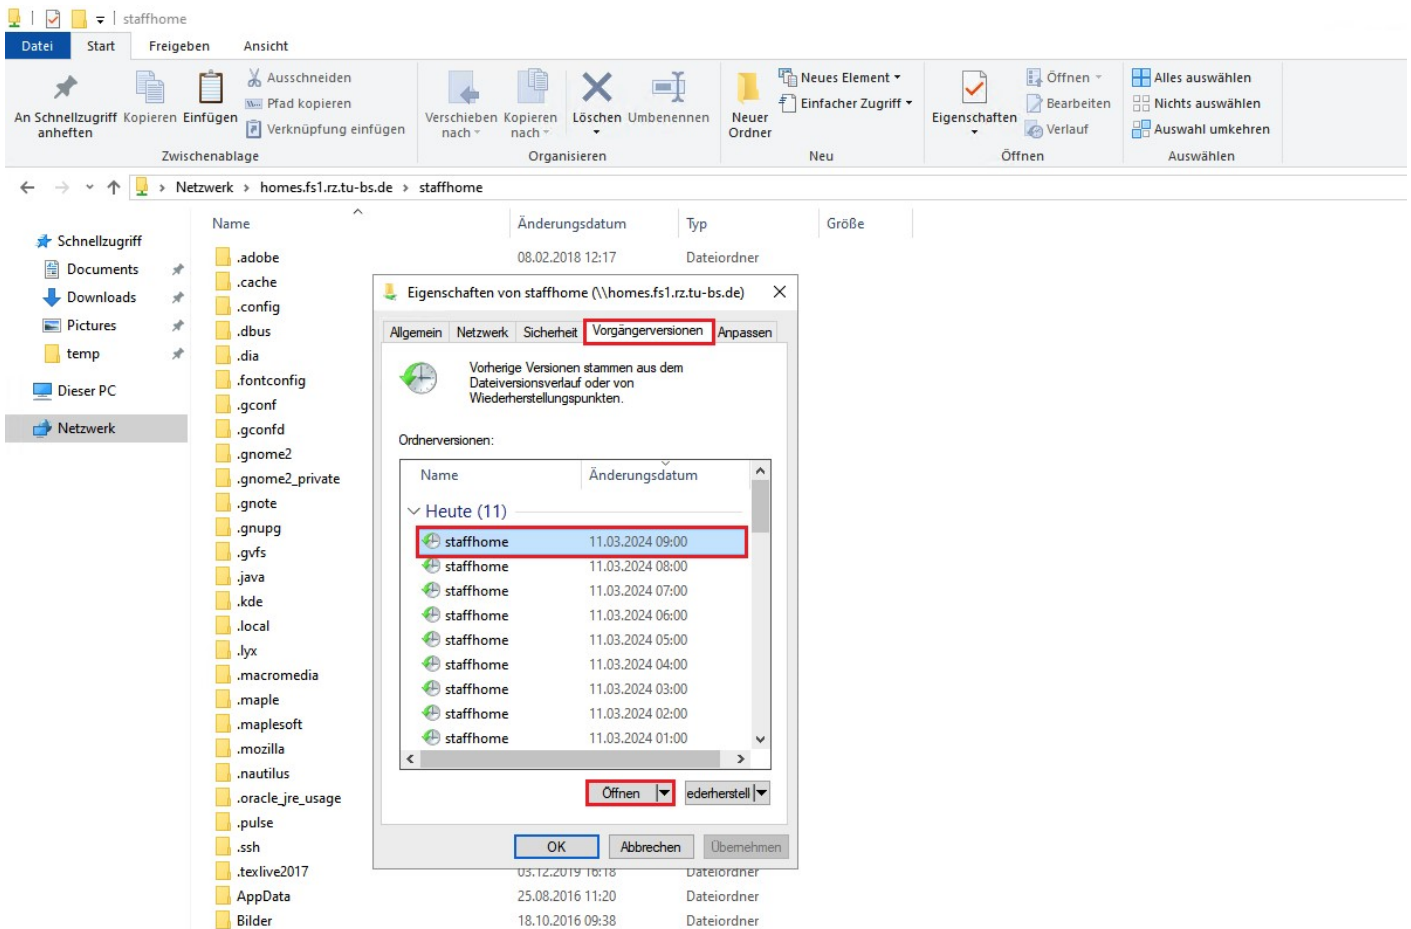 staffhome
Datei Start Freigeben Ansicht
An Schnellzugriff anheften
Kopieren
Einfügen
Ausschneiden
Pfad kopieren
Verknüpfung einfügen
Zwischenablage
Verschieben nach
Kopieren nach
Löschen
Umbenennen
Organisieren
Neuer Ordner
Neues Element
Einfacher Zugriff
Neu
Eigenschaften
Öffnen
Bearbeiten
Verlauf
Öffnen
Alles auswählen
Nichts auswählen
Auswahl umkehren
Auswählen
Netzwerk > homes.fs1.rz.tu-bs.de > staffhome
Schnellzugriff
Documents
Downloads
Pictures
temp
Dieser PC
Netzwerk
Name Änderungsdatum Typ Größe
.adobe 08.02.2018 12:17 Dateiordner
.cache
.config
.dbus
.dia
.fontconfig
.gconf
.gconfd
.gnome2
.gnome2_private
.gnote
.gnupg
.gvfs
.java
.kde
.local
.lyx
.macromedia
.maple
.maplesoft
.mozilla
.nautilus
.oracle_jre_usage
.pulse
.ssh
.texlive2017 03.12.2019 16:18 Dateiordner
AppData 25.08.2016 11:20 Dateiordner
Bilder 18.10.2016 09:38 Dateiordner
Eigenschaften von staffhome (\\homes.fs1.rz.tu-bs.de)
Allgemein Netzwerk Sicherheit Vorgängerversionen Anpassen
Vorherige Versionen stammen aus dem
Dateiversionsverlauf oder von
Wiederherstellungspunkten.
Ordnerversionen:
Name Änderungsdatum
Heute (11)
staffhome 11.03.2024 09:00
staffhome 11.03.2024 08:00
staffhome 11.03.2024 07:00
staffhome 11.03.2024 06:00
staffhome 11.03.2024 05:00
staffhome 11.03.2024 04:00
staffhome 11.03.2024 03:00
staffhome 11.03.2024 02:00
staffhome 11.03.2024 01:00
Öffnen ederherstell
OK Abbrechen Übernehmen